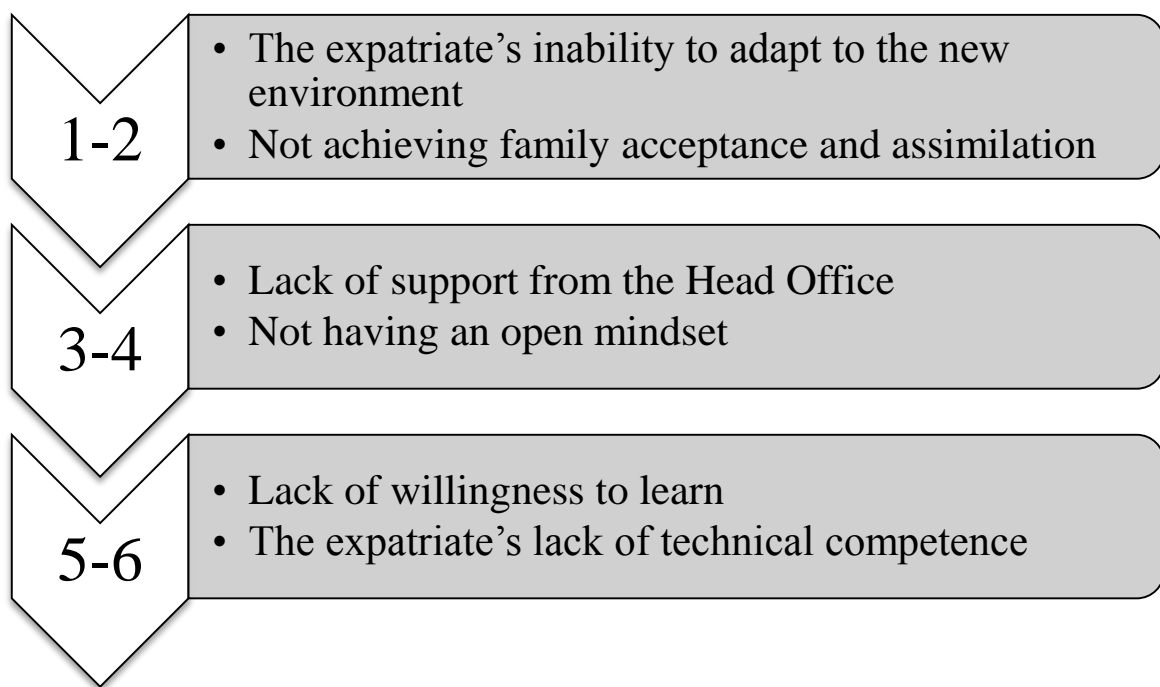 1-2
• The expatriate’s inability to adapt to the new
environment
• Not achieving family acceptance and assimilation
3-4
• Lack of support from the Head Office
• Not having an open mindset
5-6
• Lack of willingness to learn
• The expatriate’s lack of technical competence